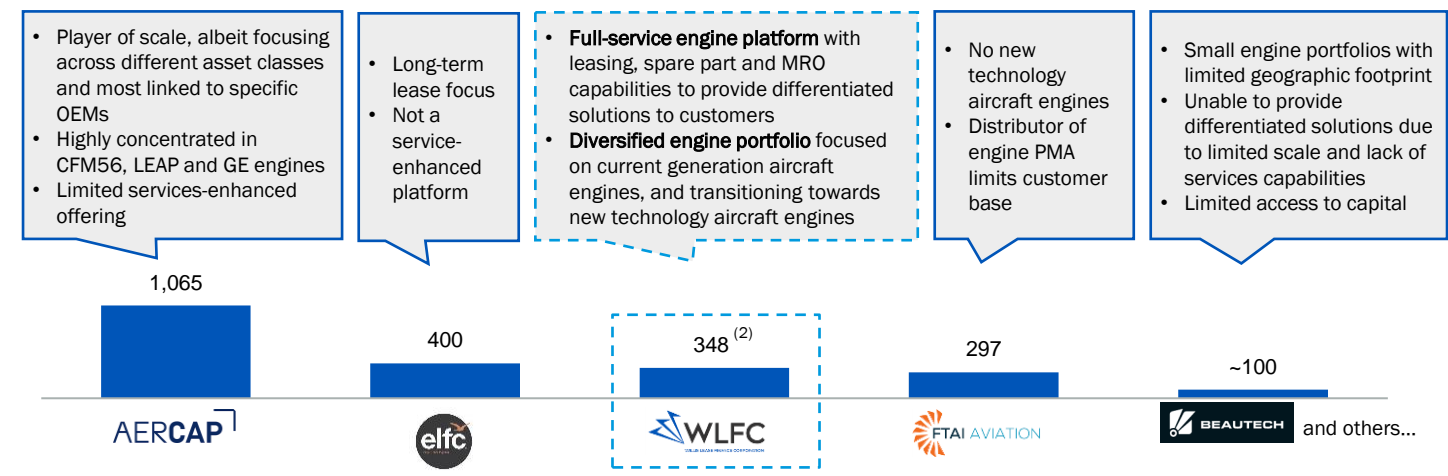 • Player of scale, albeit focusing
across different asset classes
and most linked to specific
OEMs
• Highly concentrated in
CFM56, LEAP and GE engines
• Limited services-enhanced
offering
• Long-term
lease focus
• Not a
service-
enhanced
platform
• Full-service engine platform with
leasing, spare part and MRO
capabilities to provide differentiated
solutions to customers
• Diversified engine portfolio focused
on current generation aircraft
engines, and transitioning towards
new technology aircraft engines
• No new
technology
aircraft engines
• Distributor of
engine PMA
limits customer
base
• Small engine portfolios with
limited geographic footprint
• Unable to provide
differentiated solutions due
to limited scale and lack of
services capabilities
• Limited access to capital
1,065
400
348 (2)
297
~100
AERCAP
elfc
WLFC
WILLIS LEASE FINANCE CORPORATION
FTAI AVIATION
BEAUTECH
and others...